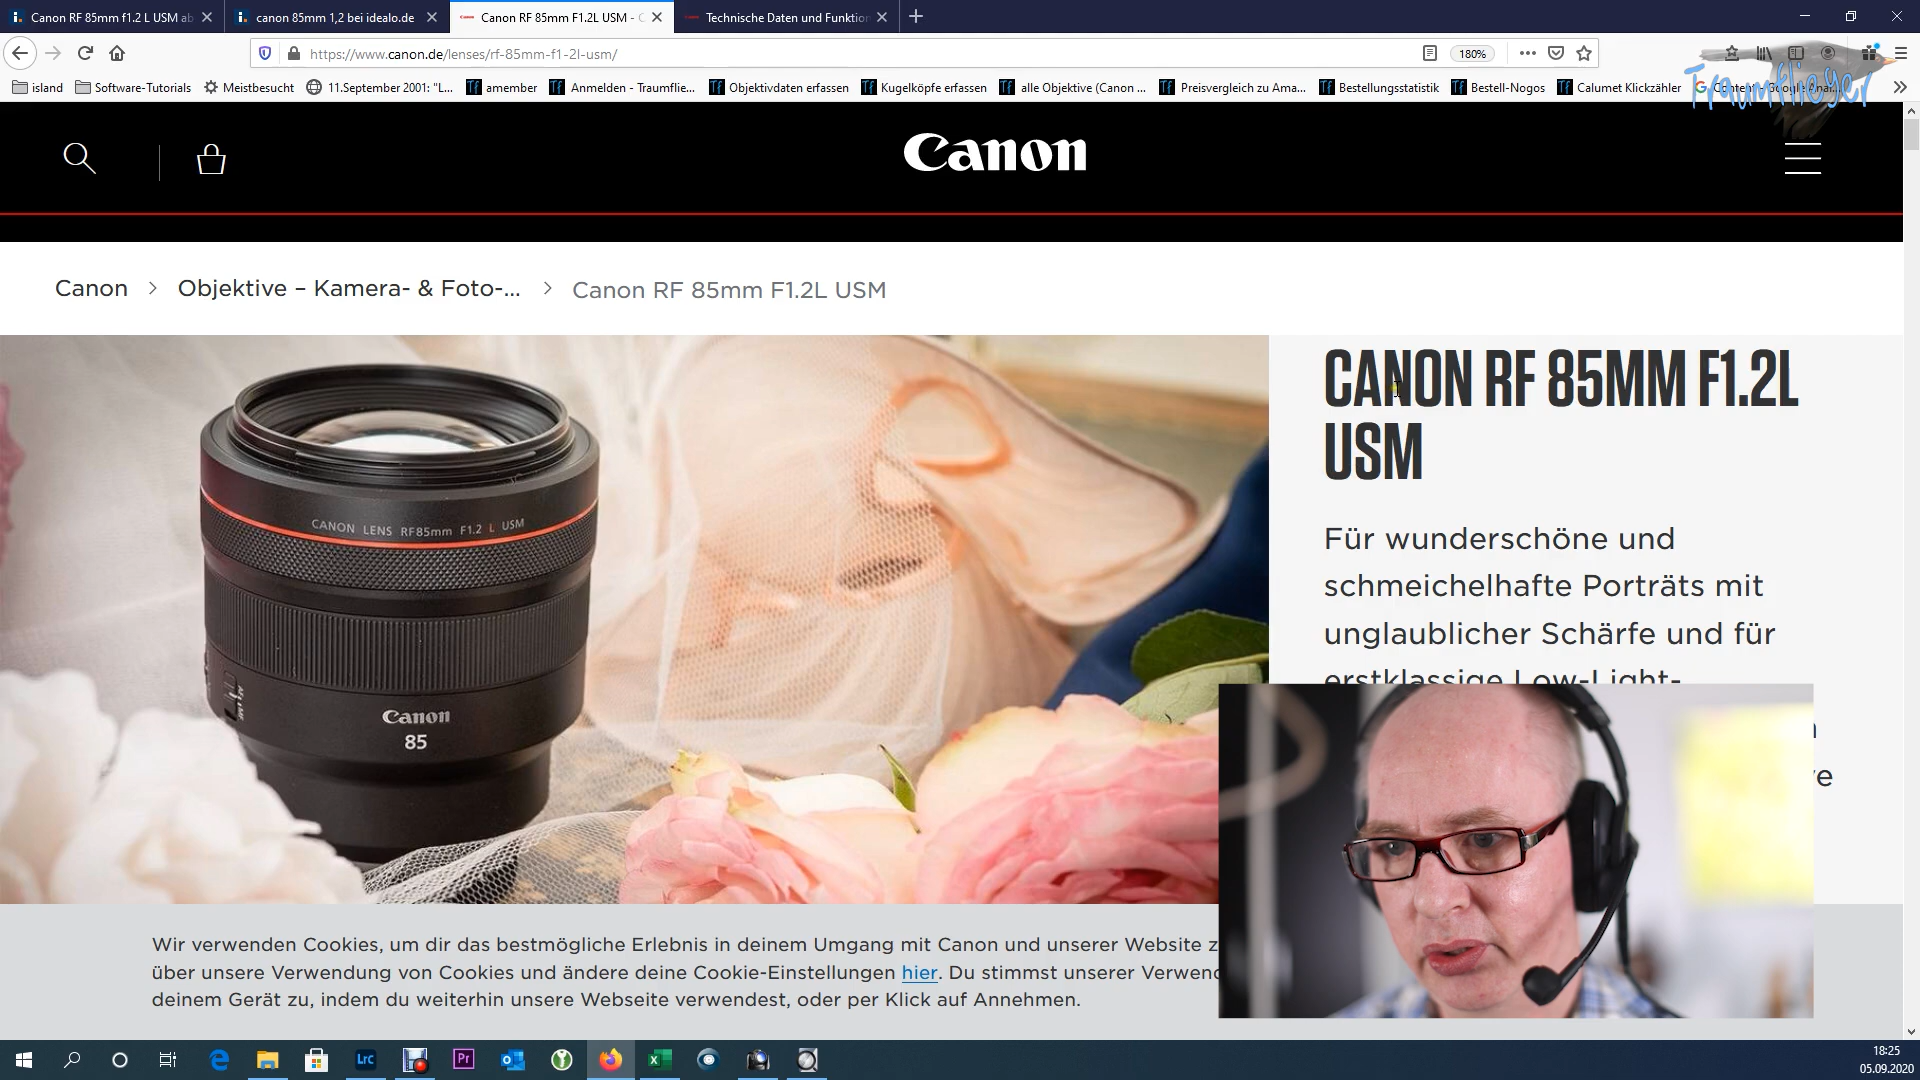 Canon RF 85mm f1.2 L USM ab
canon 85mm 1,2 bei idealo.de
Canon RF 85mm F1.2L USM - C
Technische Daten und Funktion
https://www.canon.de/lenses/rf-85mm-f1-2l-usm/
180%
island
Software-Tutorials
Meistbesucht
11.September 2001: "L...
amember
Anmelden - Traumflie...
Objektivdaten erfassen
Kugelköpfe erfassen
alle Objektive (Canon ...
Preisvergleich zu Ama...
Bestellungsstatistik
Bestell-Nogos
Calumet Klickzähler
Traumflieger
Canon
Canon
Objektive – Kamera- & Foto-...
Canon RF 85mm F1.2L USM
CANON RF 85MM F1.2L
USM
Für wunderschöne und
schmeichelhafte Porträts mit
unglaublicher Schärfe und für
erstklassige Low-Light-
CANON LENS RF85mm F1.2 L USM
Canon
85
Wir verwenden Cookies, um dir das bestmögliche Erlebnis in deinem Umgang mit Canon und unserer Website
über unsere Verwendung von Cookies und ändere deine Cookie-Einstellungen hier. Du stimmst unserer Verwen
deinem Gerät zu, indem du weiterhin unsere Webseite verwendest, oder per Klick auf Annehmen.
Lrc
Pr
18:25
05.09.2020